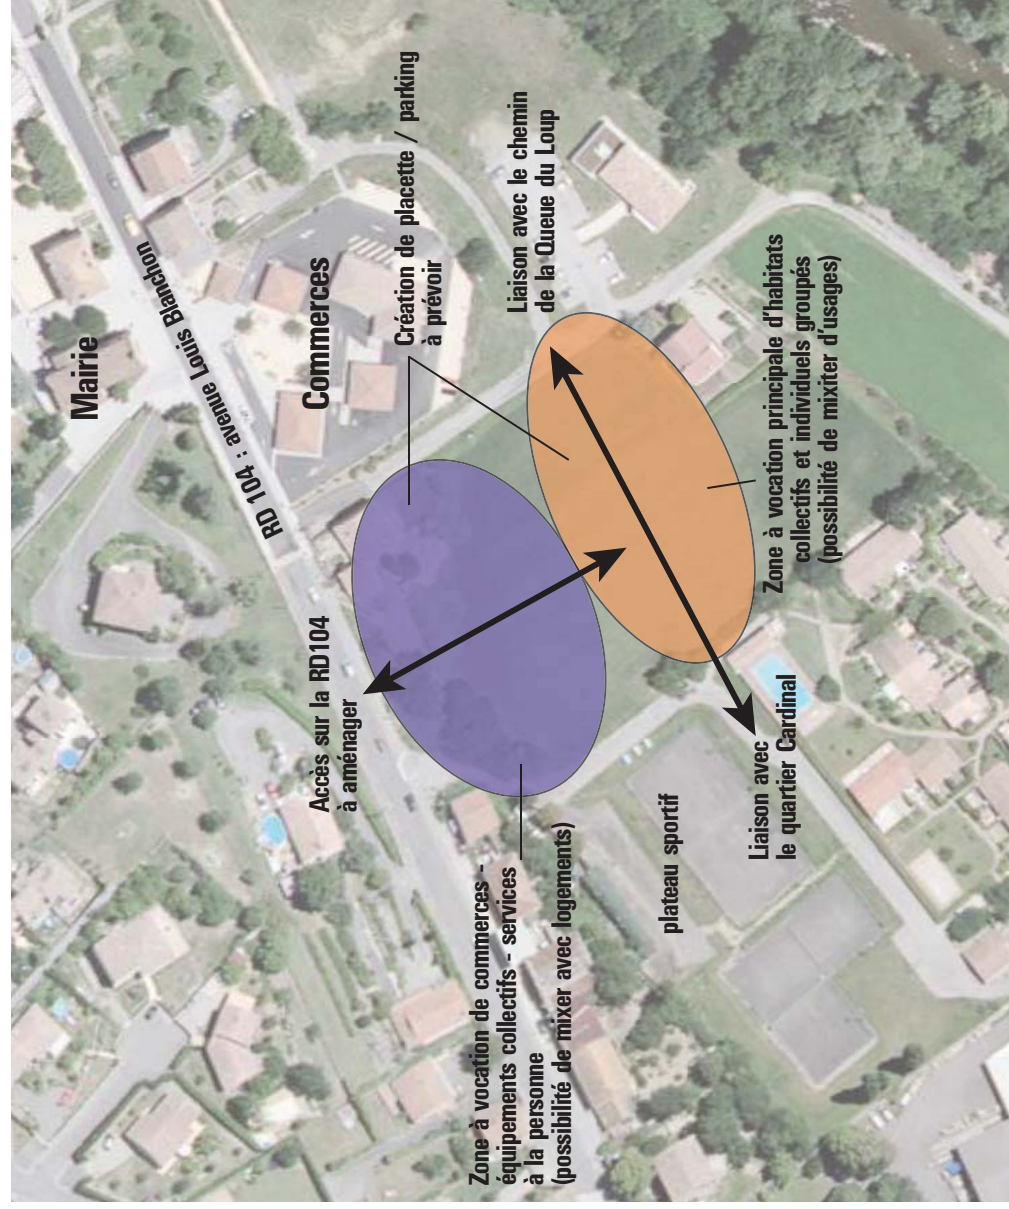 Mairie
RD 104 : avenue Louis Blanchon
Commerces
Création de placette / parking
à prévoir
Liaison avec le chemin
de la Queue du Loup
Accès sur la RD104
à aménager
Zone à vocation principale d'habitats
collectifs et individuels groupés
(possibilité de mixiter d'usages)
Zone à vocation de commerces -
équipements collectifs - services
à la personne
(possibilité de mixer avec logements)
plateau sportif
Liaison avec
le quartier Cardinal